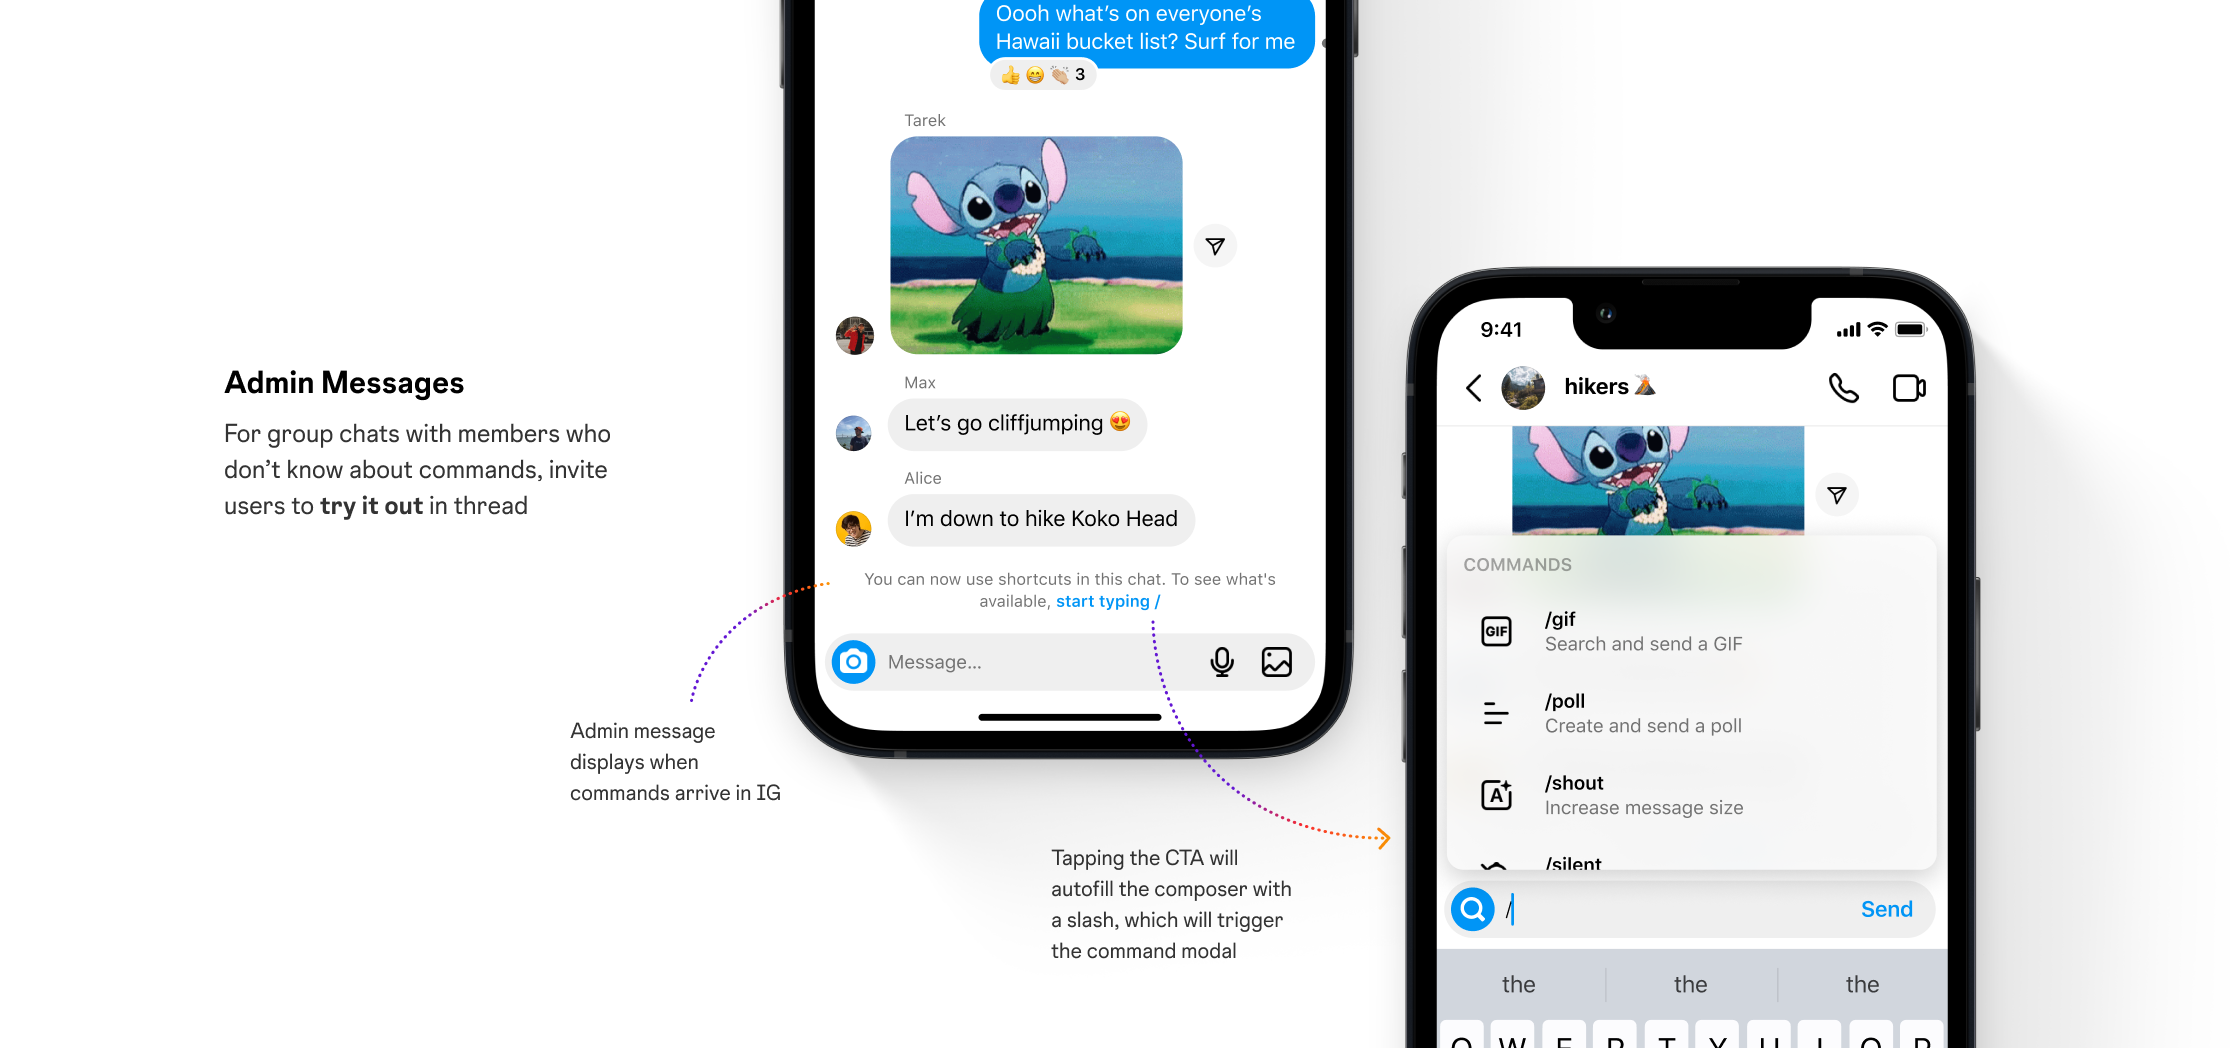 Oooh what's on everyone's
Hawaii bucket list? Surf for me
👍😁👏🏼 3
Tarek
Max
Let's go cliffjumping 😍
Alice
I'm down to hike Koko Head
You can now use shortcuts in this chat. To see what's
available, start typing /
Message...
Admin Messages
For group chats with members who
don't know about commands, invite
users to try it out in thread
Admin message
displays when
commands arrive in IG
Tapping the CTA will
autofill the composer with
a slash, which will trigger
the command modal
9:41
hikers 🌋
COMMANDS
GIF
/gif
Search and send a GIF
/poll
Create and send a poll
A
/shout
Increase message size
/silent
/
Send
the the the
Q W E R T Y U I O P